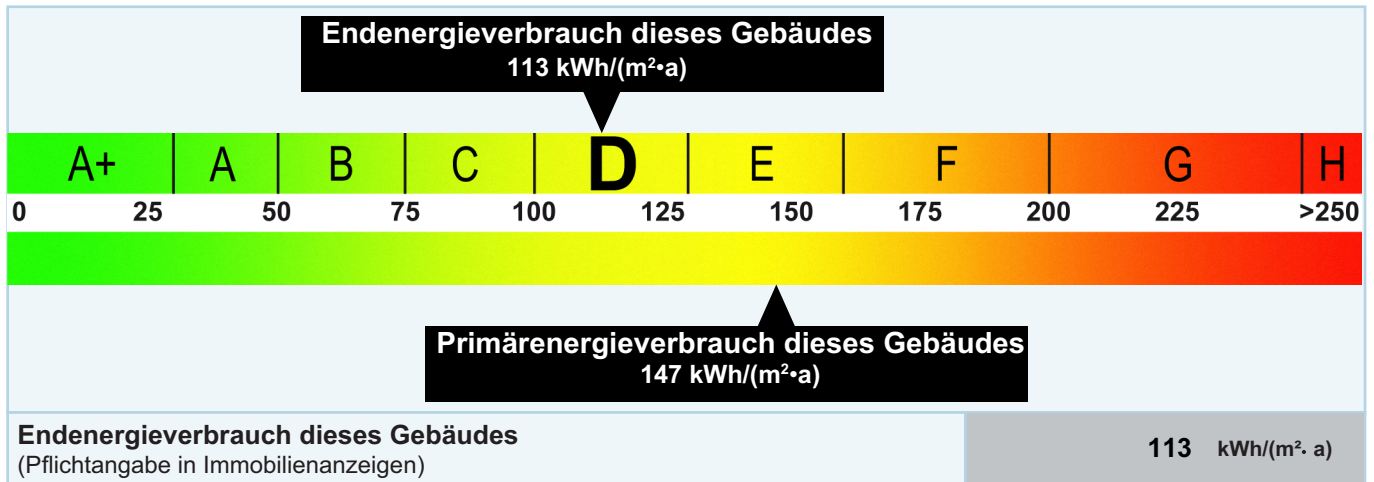 Endenergieverbrauch dieses Gebäudes
113 kWh/(m²•a)
A+ A B C D E F G H
0 25 50 75 100 125 150 175 200 225 >250
Primärenergieverbrauch dieses Gebäudes
147 kWh/(m²•a)
Endenergieverbrauch dieses Gebäudes
(Pflichtangabe in Immobilienanzeigen)
113 kWh/(m²· a)